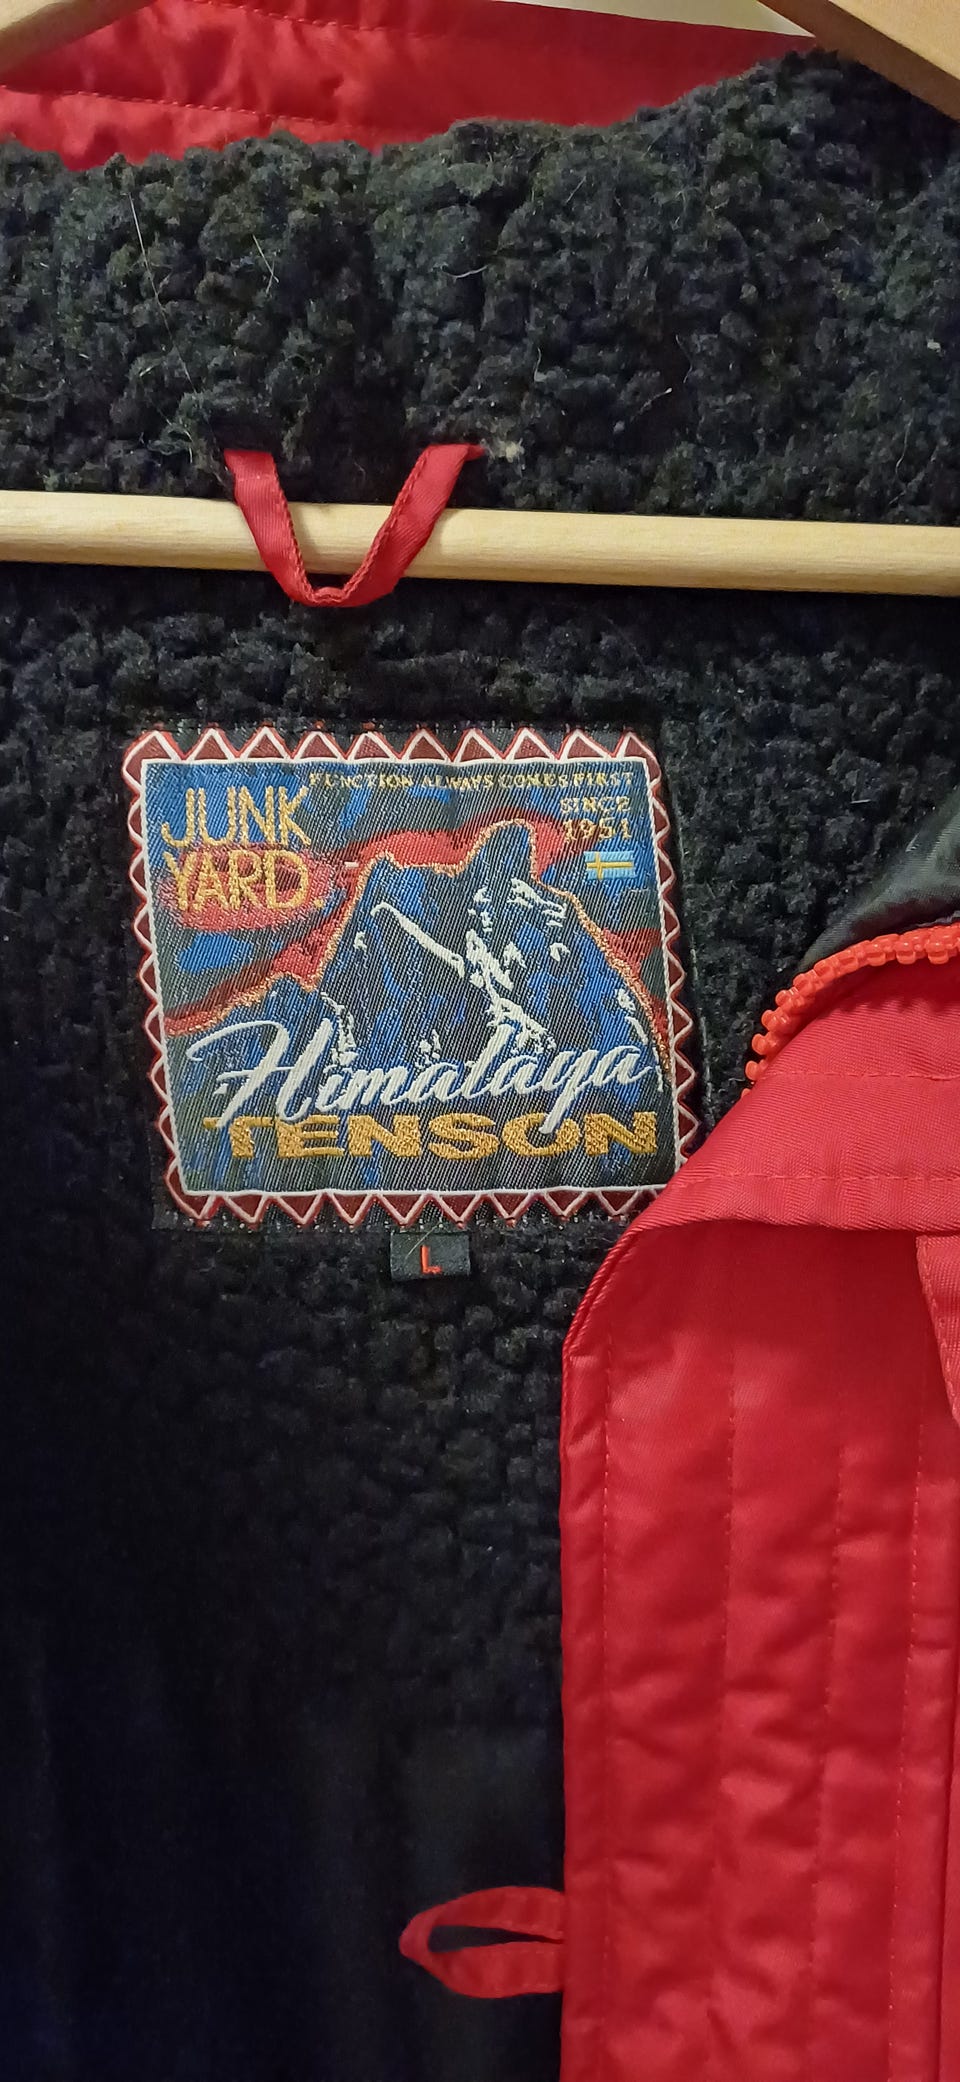 FUNCTION ALWAYS COMES FIRST
JUNK
YARD.
SINCE
1951
Himalaya
TENSON
L